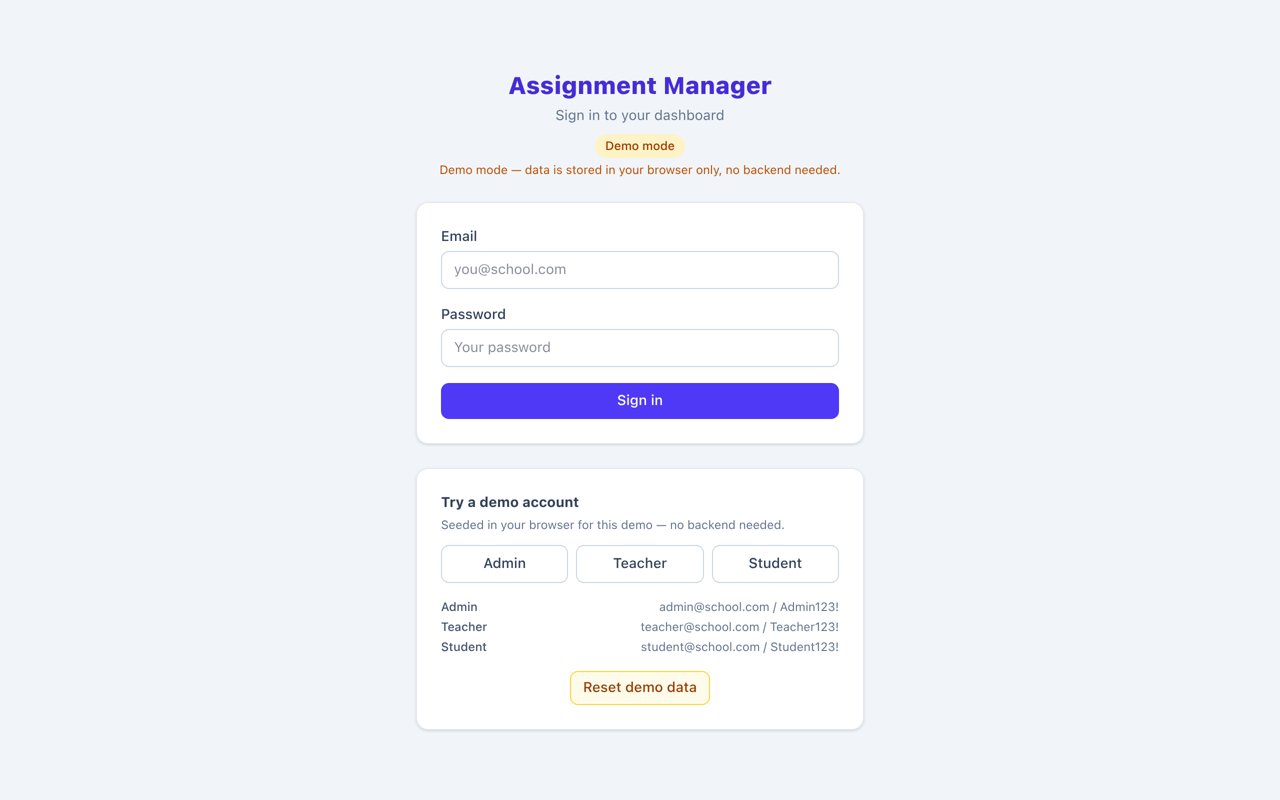 Assignment Manager
Sign in to your dashboard
Demo mode
Demo mode — data is stored in your browser only, no backend needed.
Email
you@school.com
Password
Your password
Sign in
Try a demo account
Seeded in your browser for this demo — no backend needed.
Admin Teacher Student
Admin admin@school.com / Admin123!
Teacher teacher@school.com / Teacher123!
Student student@school.com / Student123!
Reset demo data